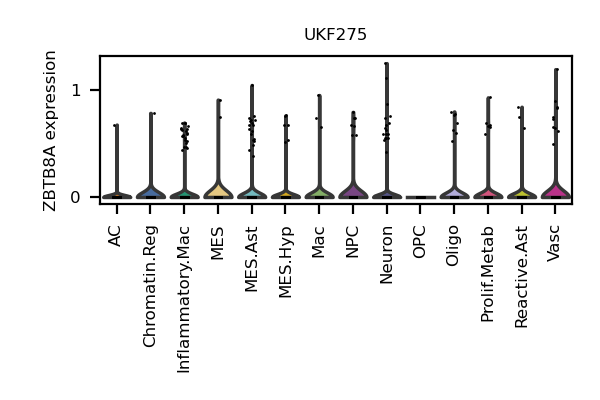 UKF275
ZBTB8A expression
1
0
AC
Chromatin.Reg
Inflammatory.Mac
MES
MES.Ast
MES.Hyp
Mac
NPC
Neuron
OPC
Oligo
Prolif.Metab
Reactive.Ast
Vasc